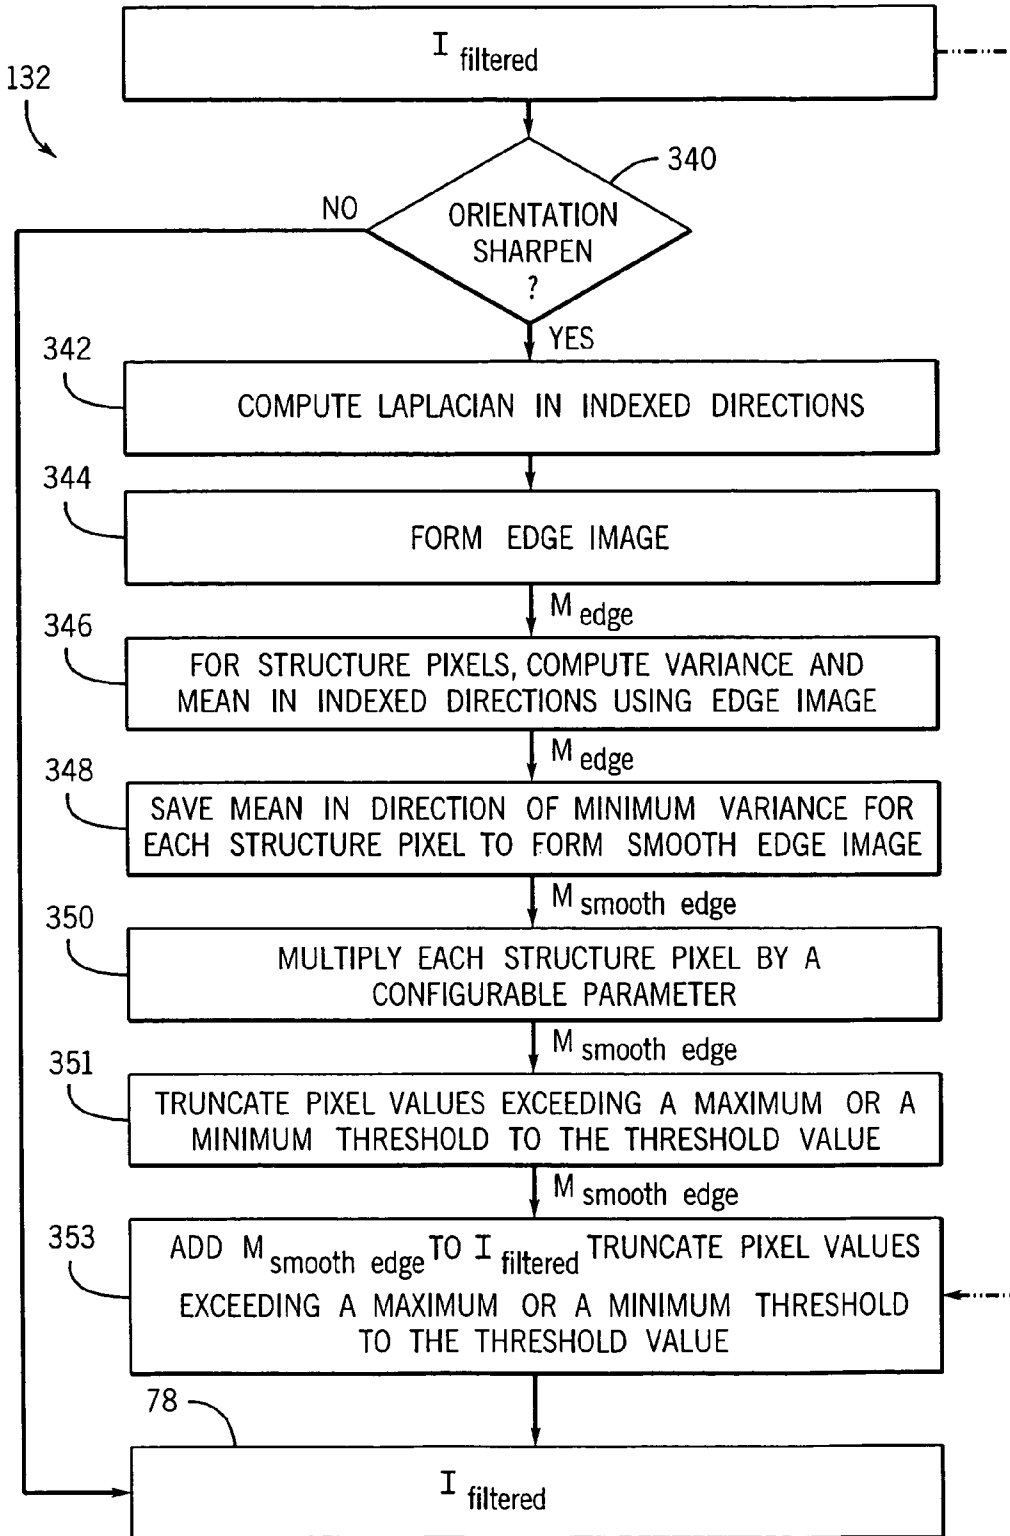 I filtered
132
340
ORIENTATION
SHARPEN
?
NO
YES
342
COMPUTE LAPLACIAN IN INDEXED DIRECTIONS
344
FORM EDGE IMAGE
M edge
346
FOR STRUCTURE PIXELS, COMPUTE VARIANCE AND
MEAN IN INDEXED DIRECTIONS USING EDGE IMAGE
M edge
348
SAVE MEAN IN DIRECTION OF MINIMUM VARIANCE FOR
EACH STRUCTURE PIXEL TO FORM SMOOTH EDGE IMAGE
M smooth edge
350
MULTIPLY EACH STRUCTURE PIXEL BY A
CONFIGURABLE PARAMETER
M smooth edge
351
TRUNCATE PIXEL VALUES EXCEEDING A MAXIMUM OR A
MINIMUM THRESHOLD TO THE THRESHOLD VALUE
M smooth edge
353
ADD M smooth edge TO I filtered TRUNCATE PIXEL VALUES
EXCEEDING A MAXIMUM OR A MINIMUM THRESHOLD
TO THE THRESHOLD VALUE
78
I filtered